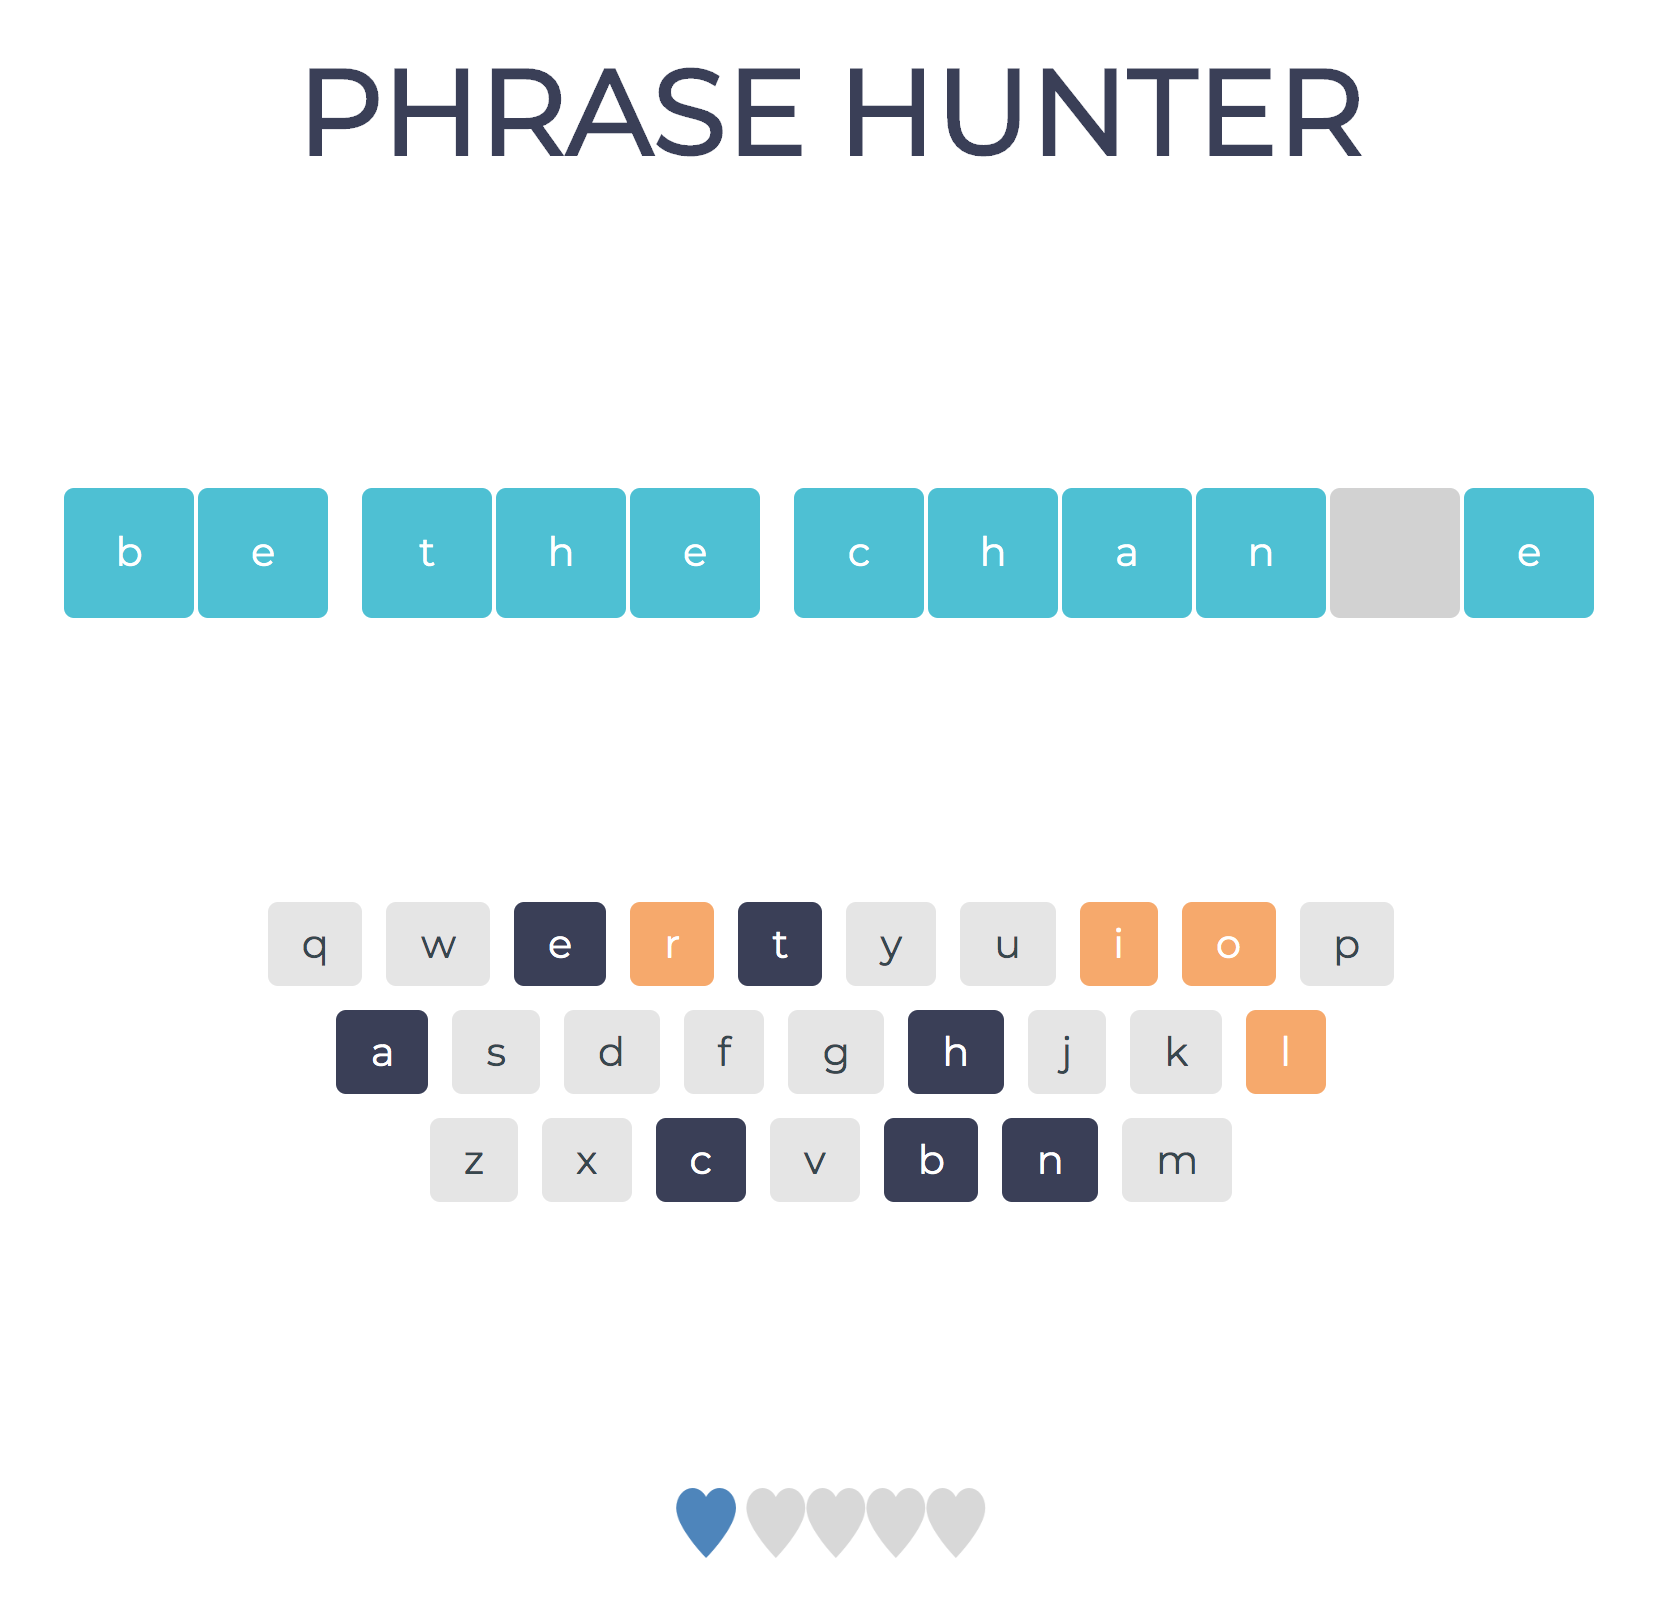 PHRASE HUNTER
b e t h e c h a n e
q w e r t y u i o p
a s d f g h j k l
z x c v b n m